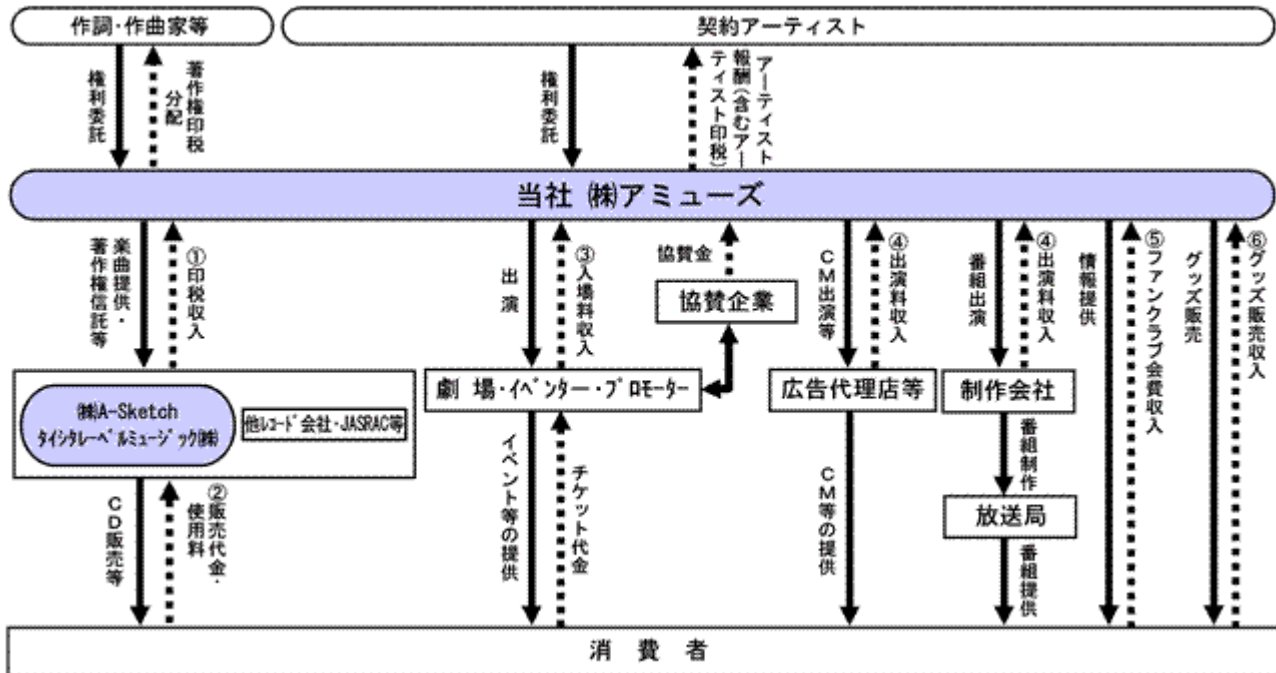 作詞・作曲家等
契約アーティスト
権利委託
著作権印税
分配
権利委託
アーティスト
報酬(含むアー
ティスト印税)
当社 ㈱アミューズ
楽曲提供・
著作権信託等
①印税収入
出演
③入場料収入
協賛金
協賛企業
CM出演等
④出演料収入
番組出演
④出演料収入
情報提供
⑤ファンクラブ会費収入
グッズ販売
⑥グッズ販売収入
㈱A-Sketch
タイシタレーベルミュージック㈱
他レコード会社・JASRAC等
劇場・イベンター・プロモーター
広告代理店等
制作会社
番組制作
放送局
CD販売等
②販売代金・
使用料
イベント等の提供
チケット代金
CM等の提供
番組提供
消費者